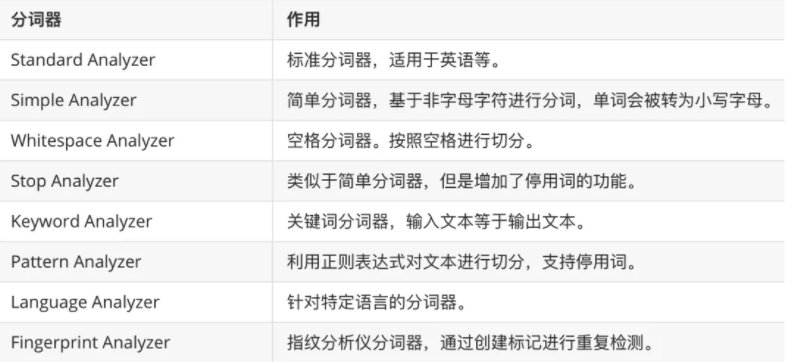 分词器 作用
Standard Analyzer 标准分词器，适用于英语等。
Simple Analyzer 简单分词器，基于非字母字符进行分词，单词会被转为小写字母。
Whitespace Analyzer 空格分词器。按照空格进行切分。
Stop Analyzer 类似于简单分词器，但是增加了停用词的功能。
Keyword Analyzer 关键词分词器，输入文本等于输出文本。
Pattern Analyzer 利用正则表达式对文本进行切分，支持停用词。
Language Analyzer 针对特定语言的分词器。
Fingerprint Analyzer 指纹分析仪分词器，通过创建标记进行重复检测。